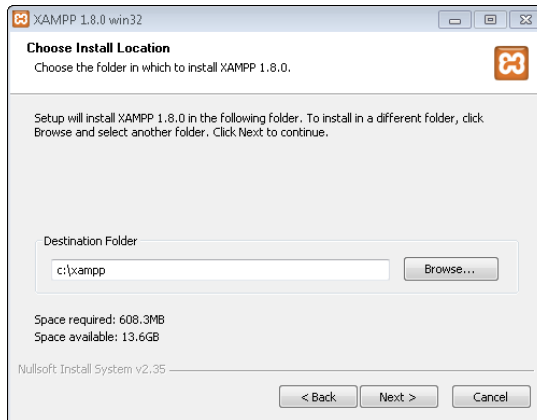 XAMPP 1.8.0 win32
Choose Install Location
Choose the folder in which to install XAMPP 1.8.0.
Setup will install XAMPP 1.8.0 in the following folder. To install in a different folder, click
Browse and select another folder. Click Next to continue.
Destination Folder
c:\xampp
Browse...
Space required: 608.3MB
Space available: 13.6GB
Nullsoft Install System v2.35
< Back
Next >
Cancel